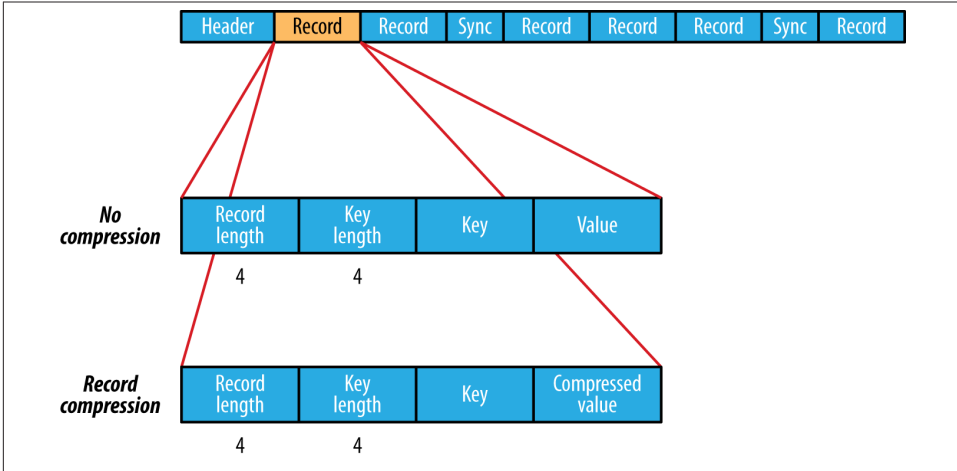 Header Record Record Sync Record Record Record Sync Record
No
compression
Record
length
Key
length
Key
Value
4 4
Record
compression
Record
length
Key
length
Key
Compressed
value
4 4